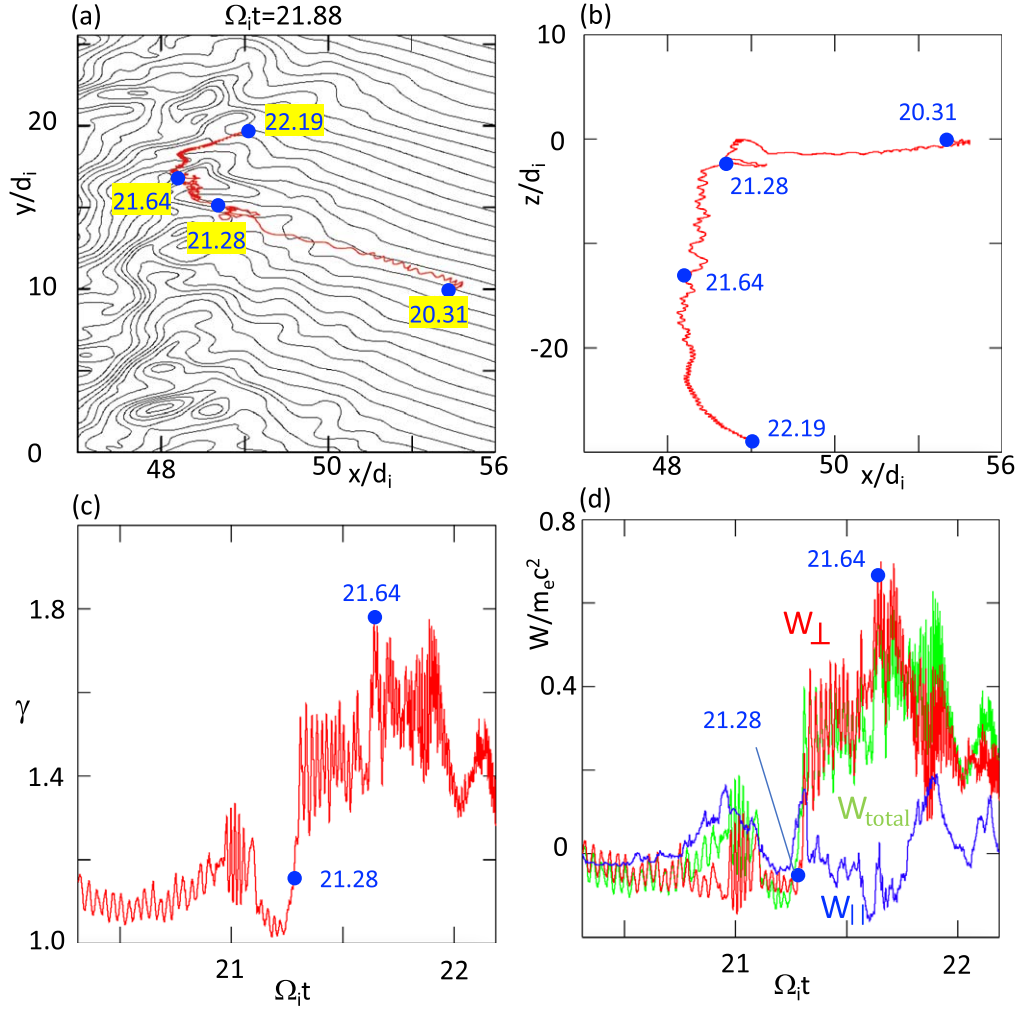 (a)
Ωᵢt=21.88
20
10
0
y/dᵢ
22.19
21.64
21.28
20.31
48
50
56
x/dᵢ
(b)
10
0
-20
z/dᵢ
20.31
21.28
21.64
22.19
48
50
56
x/dᵢ
(c)
1.8
1.4
1.0
γ
21.64
21.28
21
22
Ωᵢt
(d)
0.8
0.4
0
W/mₑc²
21.64
W⊥
21.28
Wtotal
W||
21
22
Ωᵢt